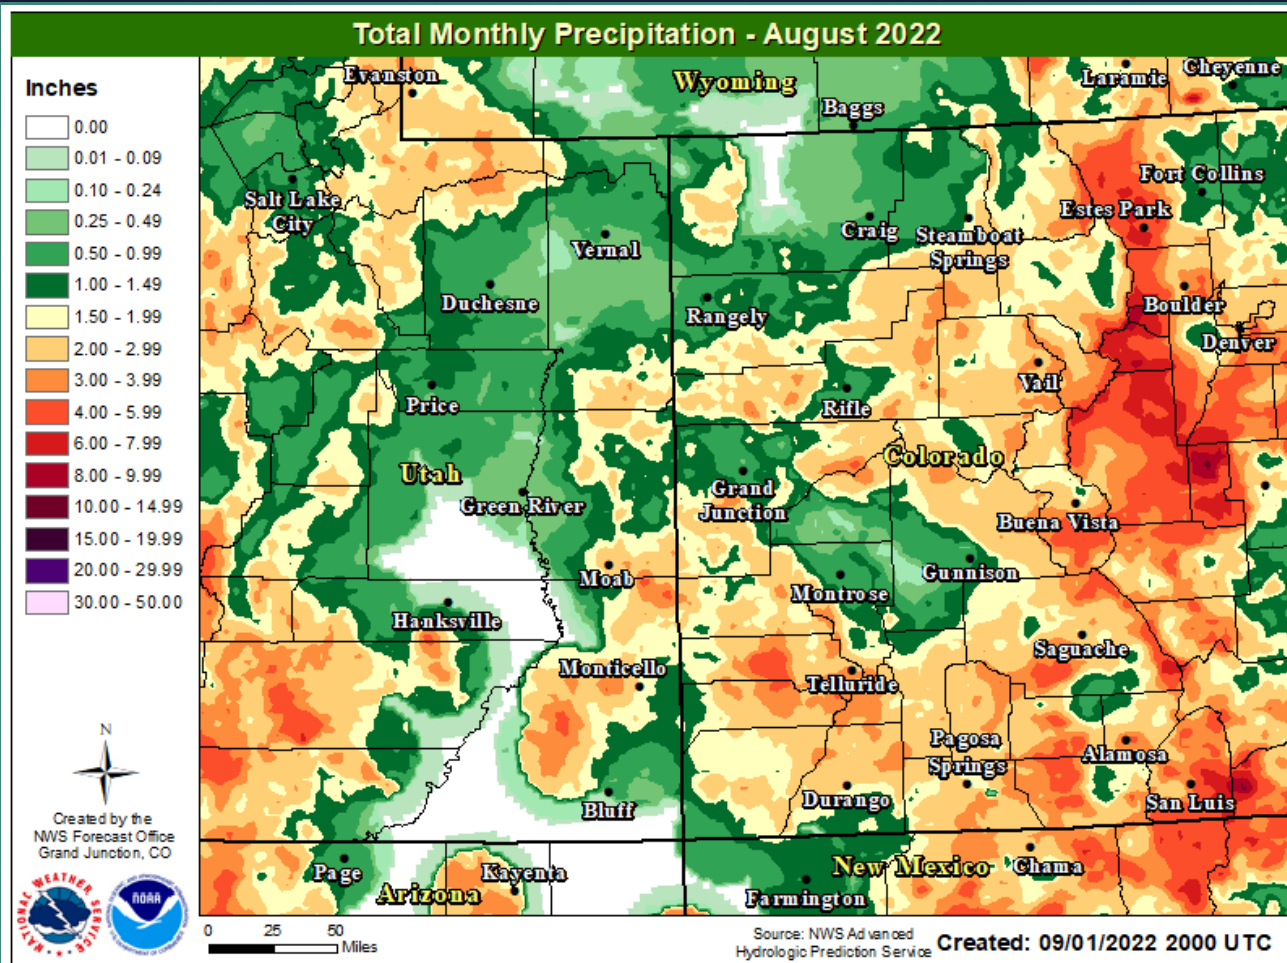 Total Monthly Precipitation - August 2022
Inches
0.00
0.01 - 0.09
0.10 - 0.24
0.25 - 0.49
0.50 - 0.99
1.00 - 1.49
1.50 - 1.99
2.00 - 2.99
3.00 - 3.99
4.00 - 5.99
6.00 - 7.99
8.00 - 9.99
10.00 - 14.99
15.00 - 19.99
20.00 - 29.99
30.00 - 50.00
N
Created by the
NWS Forecast Office
Grand Junction, CO
NATIONAL WEATHER SERVICE
NOAA
Evanston
Wyoming
Laramie
Cheyenne
Baggs
Salt Lake
City
Fort Collins
Estes Park
Vernal
Craig
Steamboat
Springs
Duchesne
Rangely
Boulder
Denver
Price
Rifle
Vail
Utah
Colorado
Green River
Grand
Junction
Buena Vista
Moab
Montrose
Gunnison
Hanksville
Monticello
Saguache
Telluride
Pagosa
Springs
Alamosa
Bluff
Durango
San Luis
Page
Kayenta
Arizona
New Mexico
Chama
Farmington
0 25 50
Miles
Source: NWS Advanced
Hydrologic Prediction Service
Created: 09/01/2022 2000 UTC